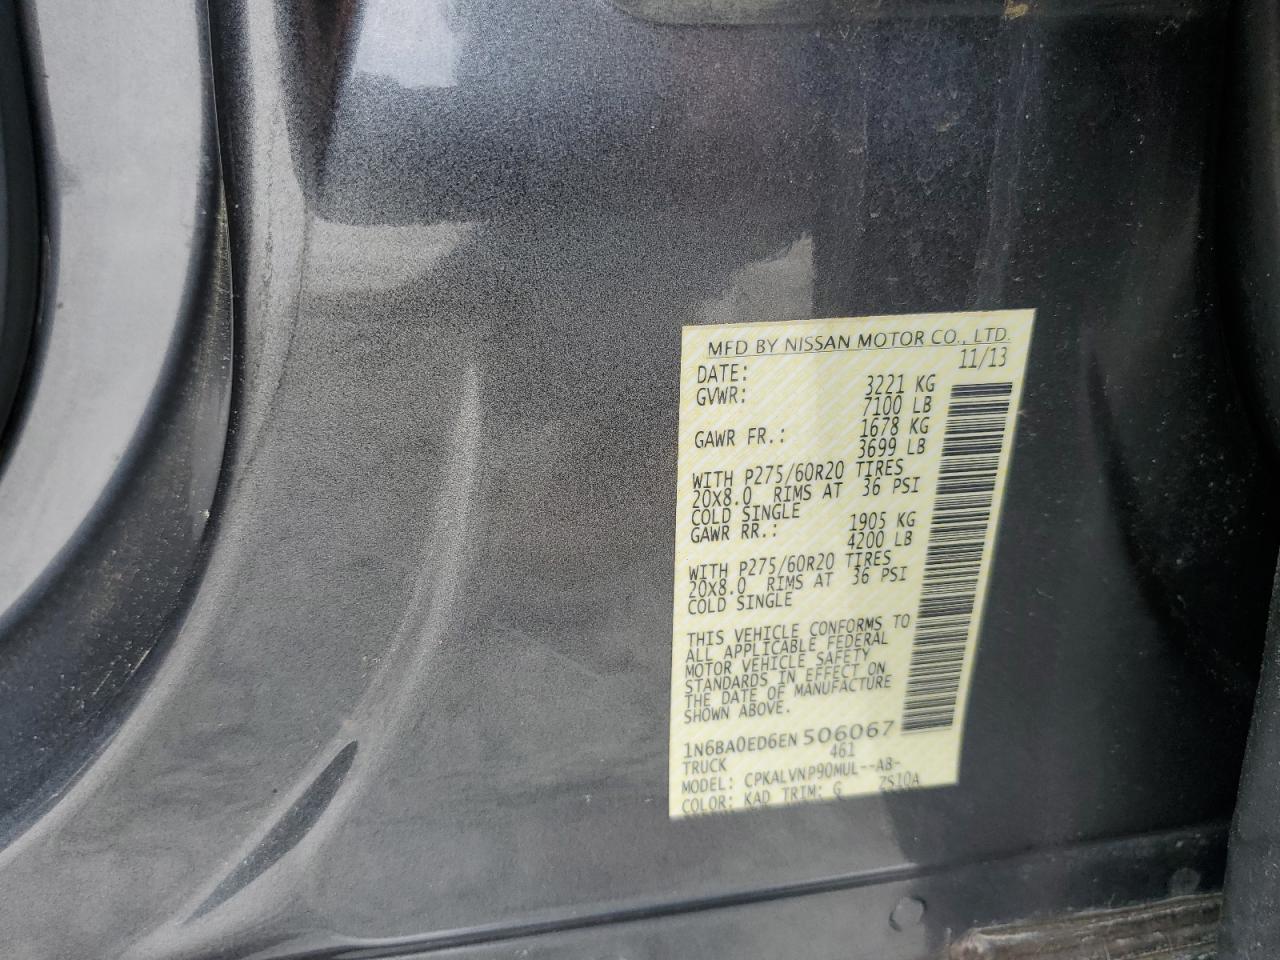 MFD BY NISSAN MOTOR CO., LTD.
DATE: 11/13
GVWR: 3221 KG
7100 LB
GAWR FR.: 1678 KG
3699 LB
WITH P275/60R20 TIRES
20X8.0 RIMS AT 36 PSI
COLD SINGLE
GAWR RR.: 1905 KG
4200 LB
WITH P275/60R20 TIRES
20X8.0 RIMS AT 36 PSI
COLD SINGLE
THIS VEHICLE CONFORMS TO
ALL APPLICABLE FEDERAL
MOTOR VEHICLE SAFETY
STANDARDS IN EFFECT ON
THE DATE OF MANUFACTURE
SHOWN ABOVE.
1N6BA0ED6EN506067
TRUCK 461
MODEL: CPKALVNP90MUL--AB-
COLOR: KAD TRIM: G ZS10A